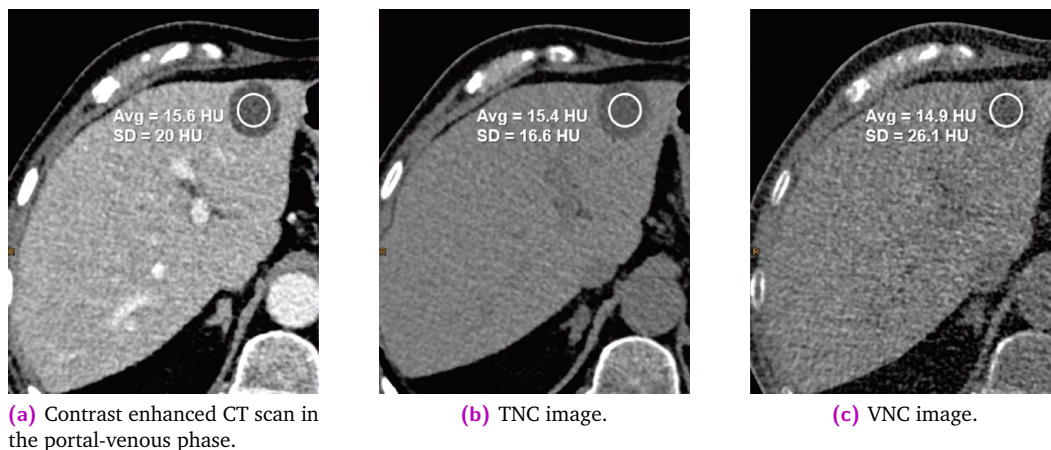 Avg = 15.6 HU
SD = 20 HU
R
(a) Contrast enhanced CT scan in
the portal-venous phase.
Avg = 15.4 HU
SD = 16.6 HU
R
(b) TNC image.
Avg = 14.9 HU
SD = 26.1 HU
R
(c) VNC image.